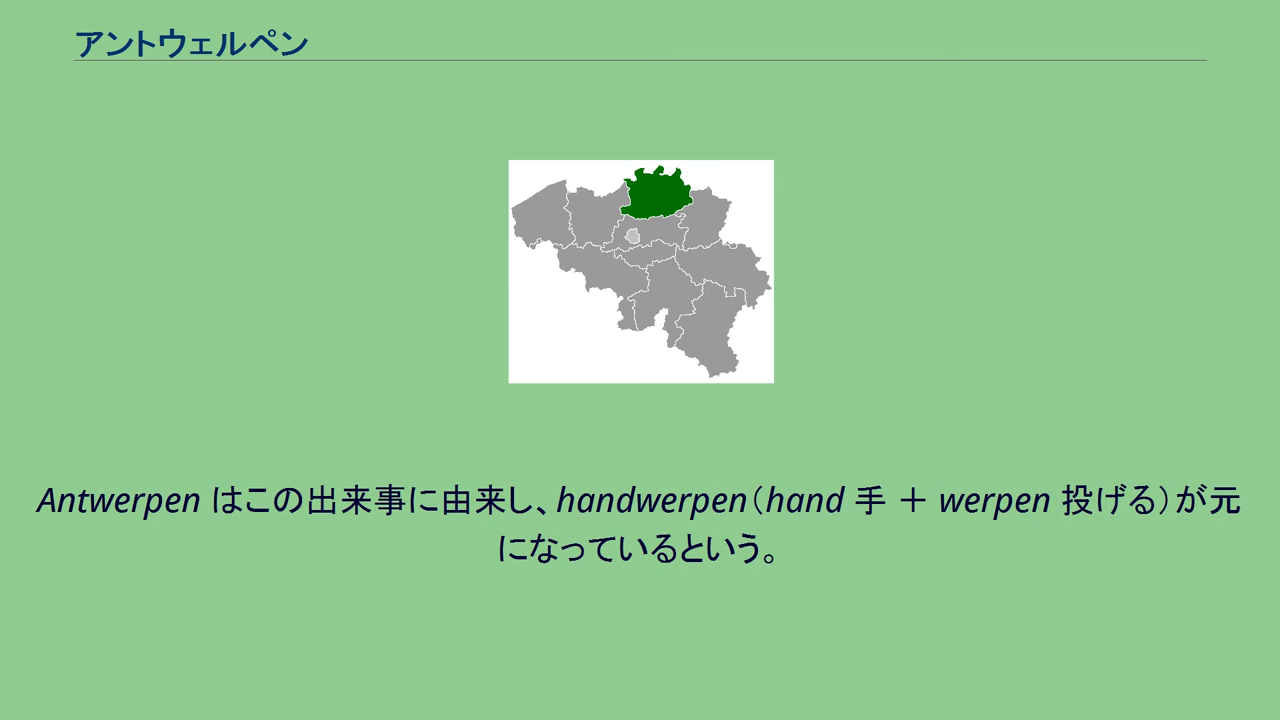 アントウェルペン
Antwerpen はこの出来事に由来し、handwerpen（hand 手 ＋ werpen 投げる）が元
になっているという。